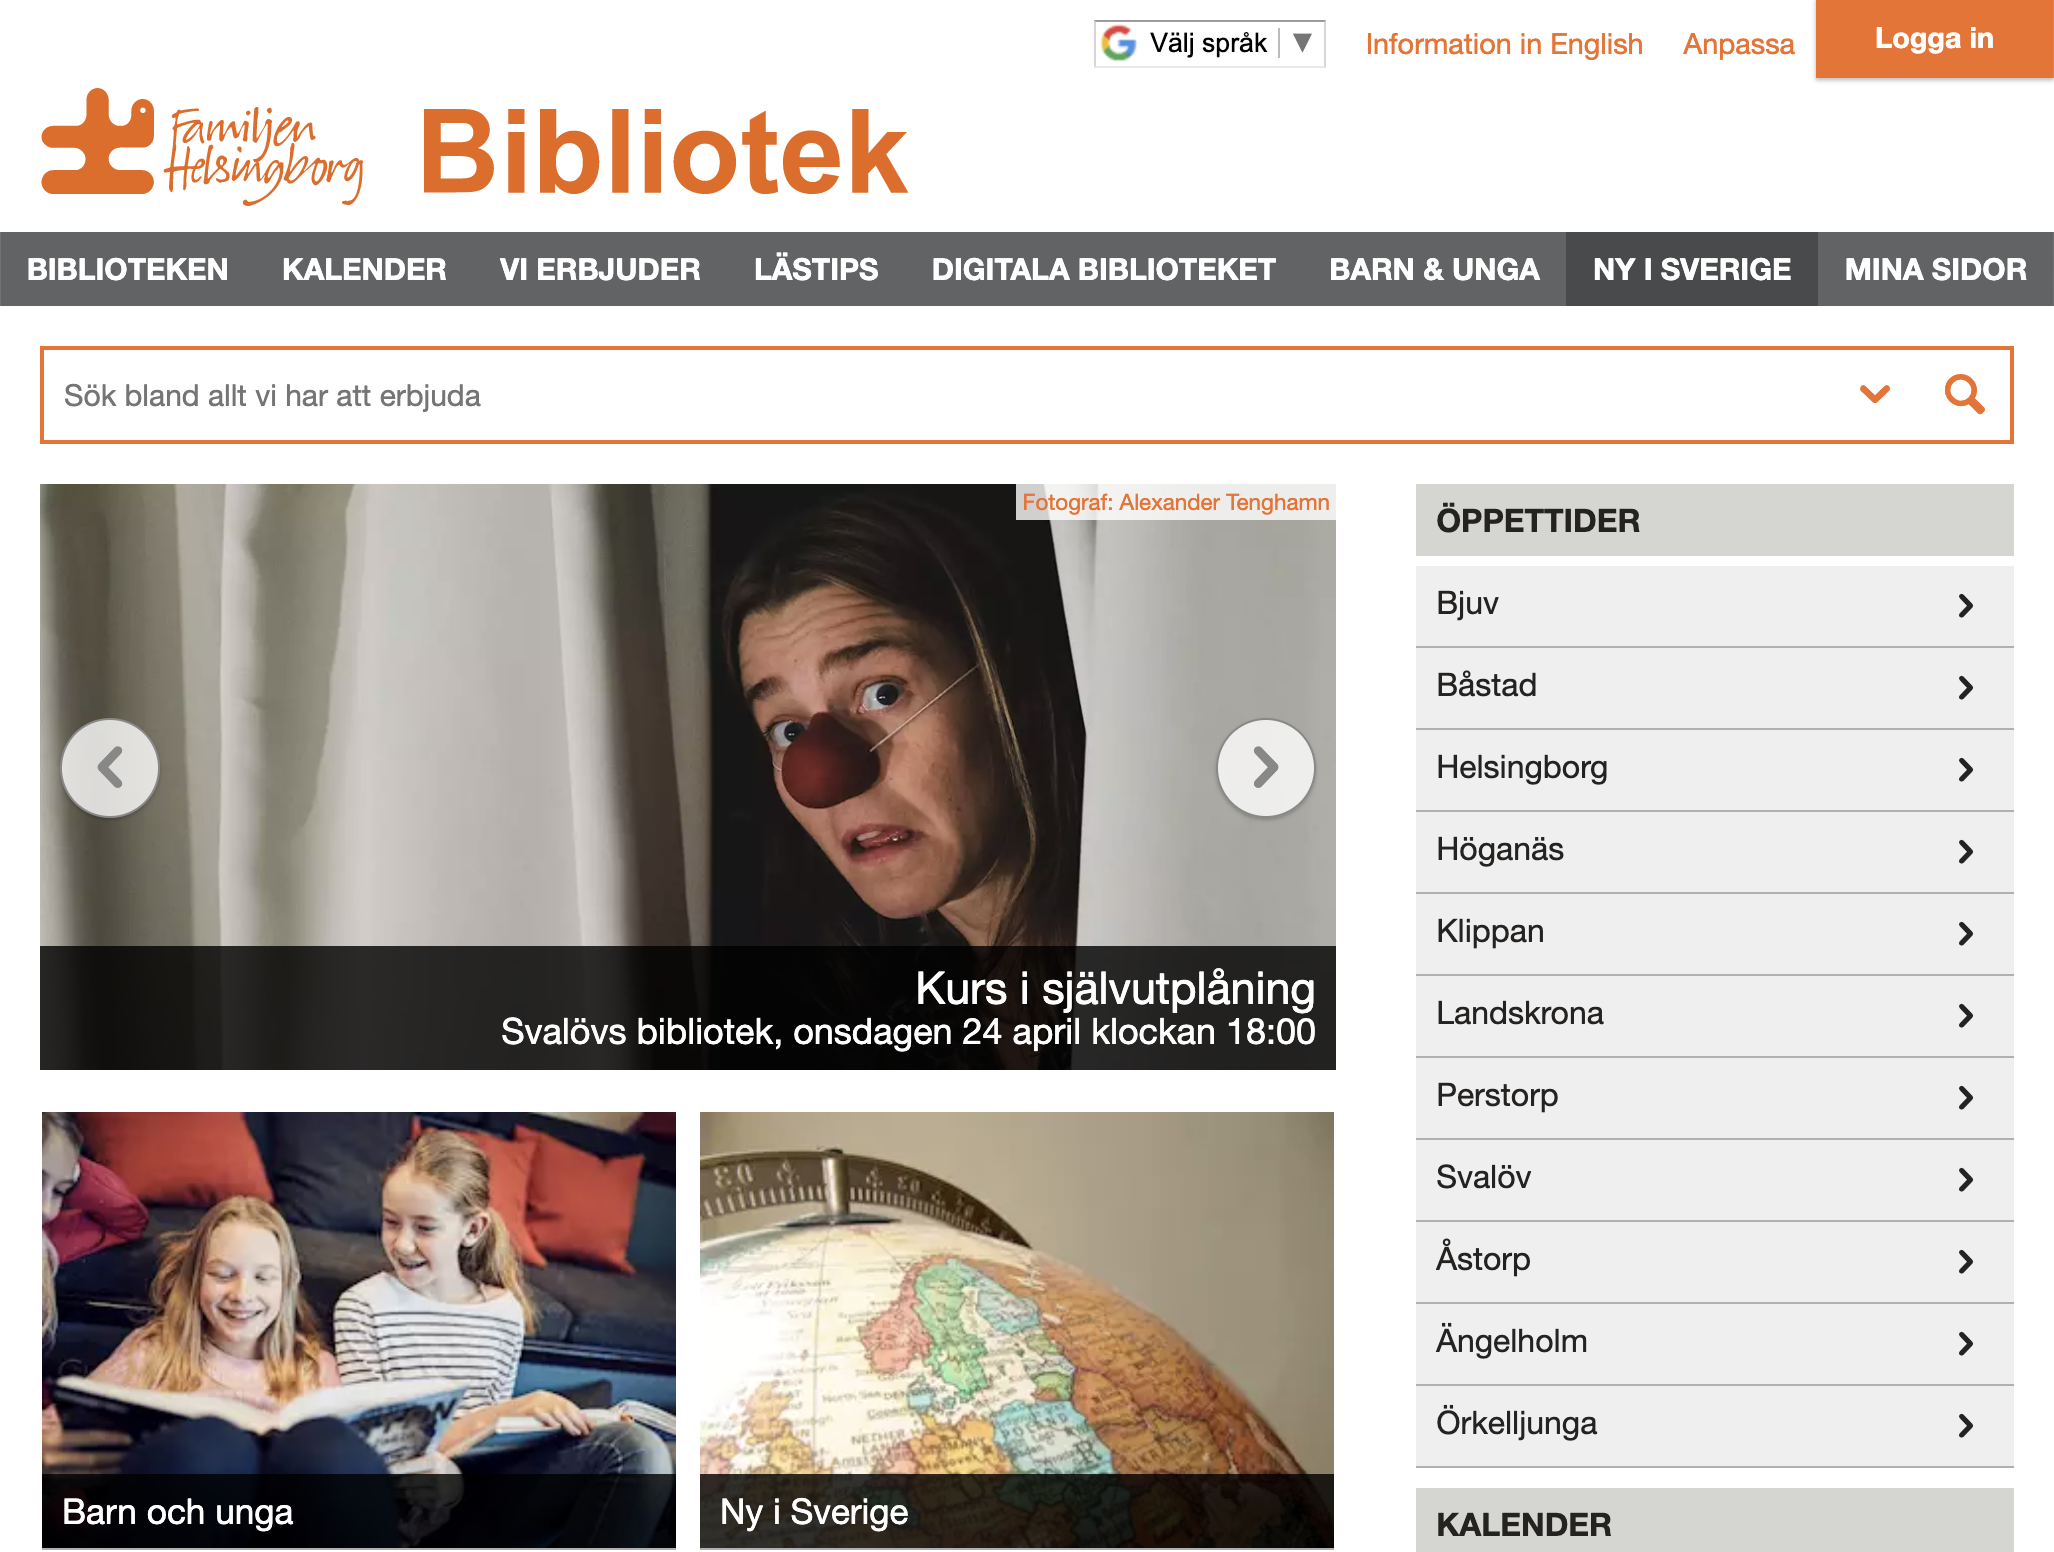 Välj språk
Information in English
Anpassa
Logga in
Familjen
Helsingborg
Bibliotek
BIBLIOTEKEN
KALENDER
VI ERBJUDER
LÄSTIPS
DIGITALA BIBLIOTEKET
BARN & UNGA
NY I SVERIGE
MINA SIDOR
Sök bland allt vi har att erbjuda
Fotograf: Alexander Tenghamn
Kurs i självutplåning
Svalövs bibliotek, onsdagen 24 april klockan 18:00
Barn och unga
Ny i Sverige
ÖPPETTIDER
Bjuv
Båstad
Helsingborg
Höganäs
Klippan
Landskrona
Perstorp
Svalöv
Åstorp
Ängelholm
Örkelljunga
KALENDER